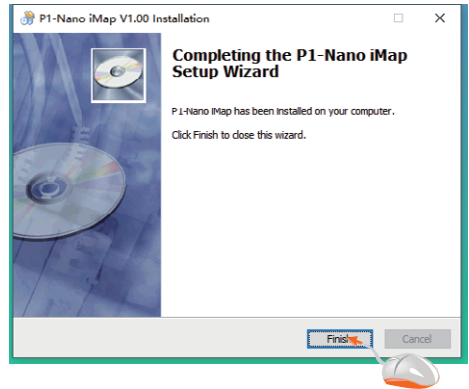 P1-Nano iMap V1.00 Installation
Completing the P1-Nano iMap
Setup Wizard
P1-Nano iMap has been installed on your computer.
Click Finish to close this wizard.
Finish
Cancel